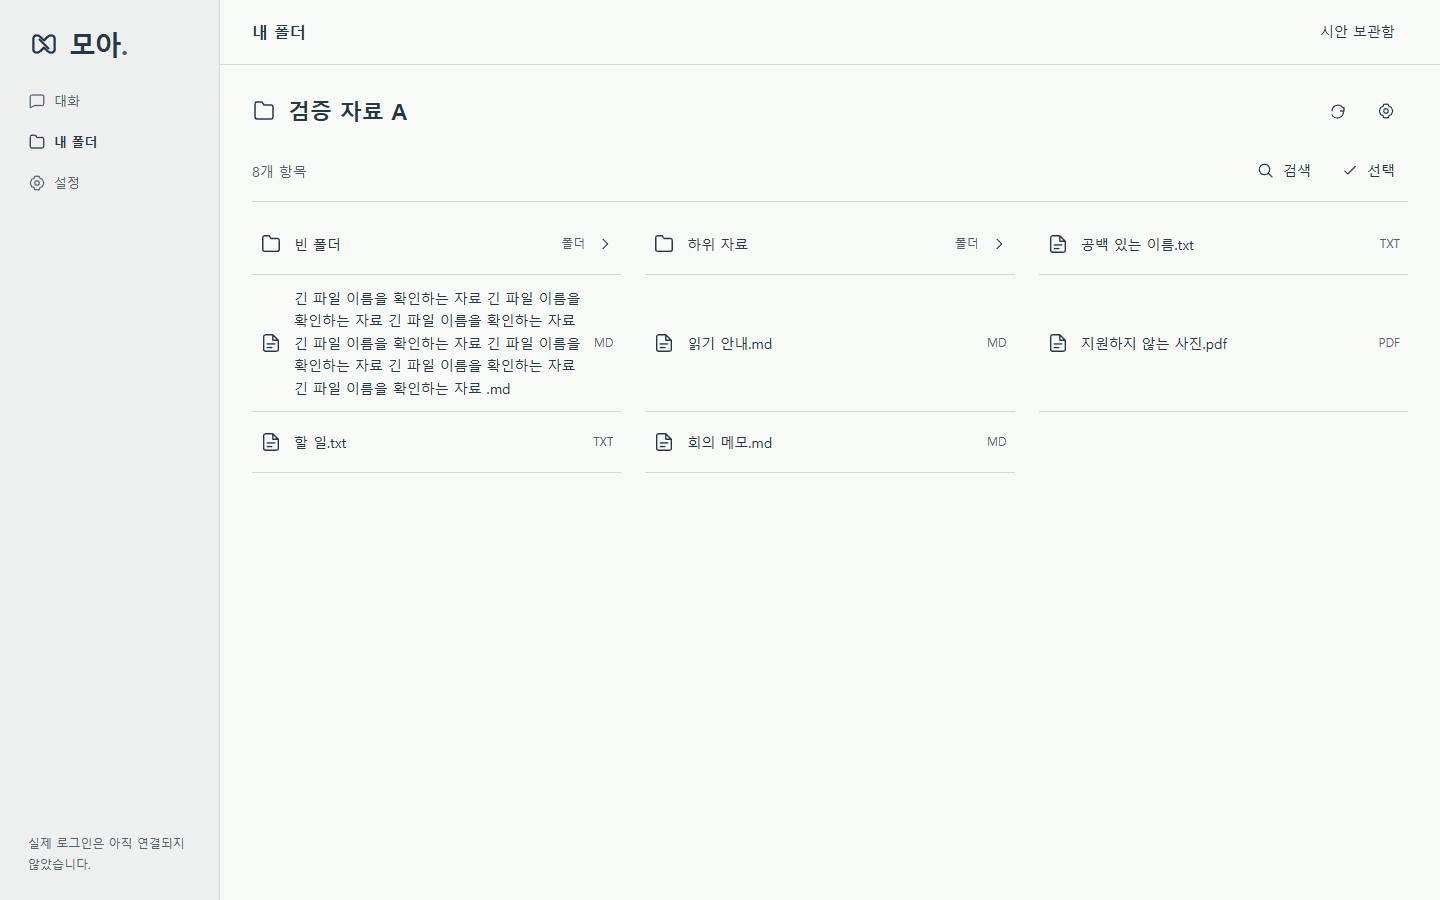 모아.
대화
내 폴더
설정
실제 로그인은 아직 연결되지
않았습니다.
내 폴더
시안 보관함
검증 자료 A
8개 항목
검색
선택
빈 폴더
폴더
하위 자료
폴더
공백 있는 이름.txt
TXT
긴 파일 이름을 확인하는 자료 긴 파일 이름을
확인하는 자료 긴 파일 이름을 확인하는 자료
긴 파일 이름을 확인하는 자료 긴 파일 이름을
확인하는 자료 긴 파일 이름을 확인하는 자료
긴 파일 이름을 확인하는 자료 .md
MD
읽기 안내.md
MD
지원하지 않는 사진.pdf
PDF
할 일.txt
TXT
회의 메모.md
MD